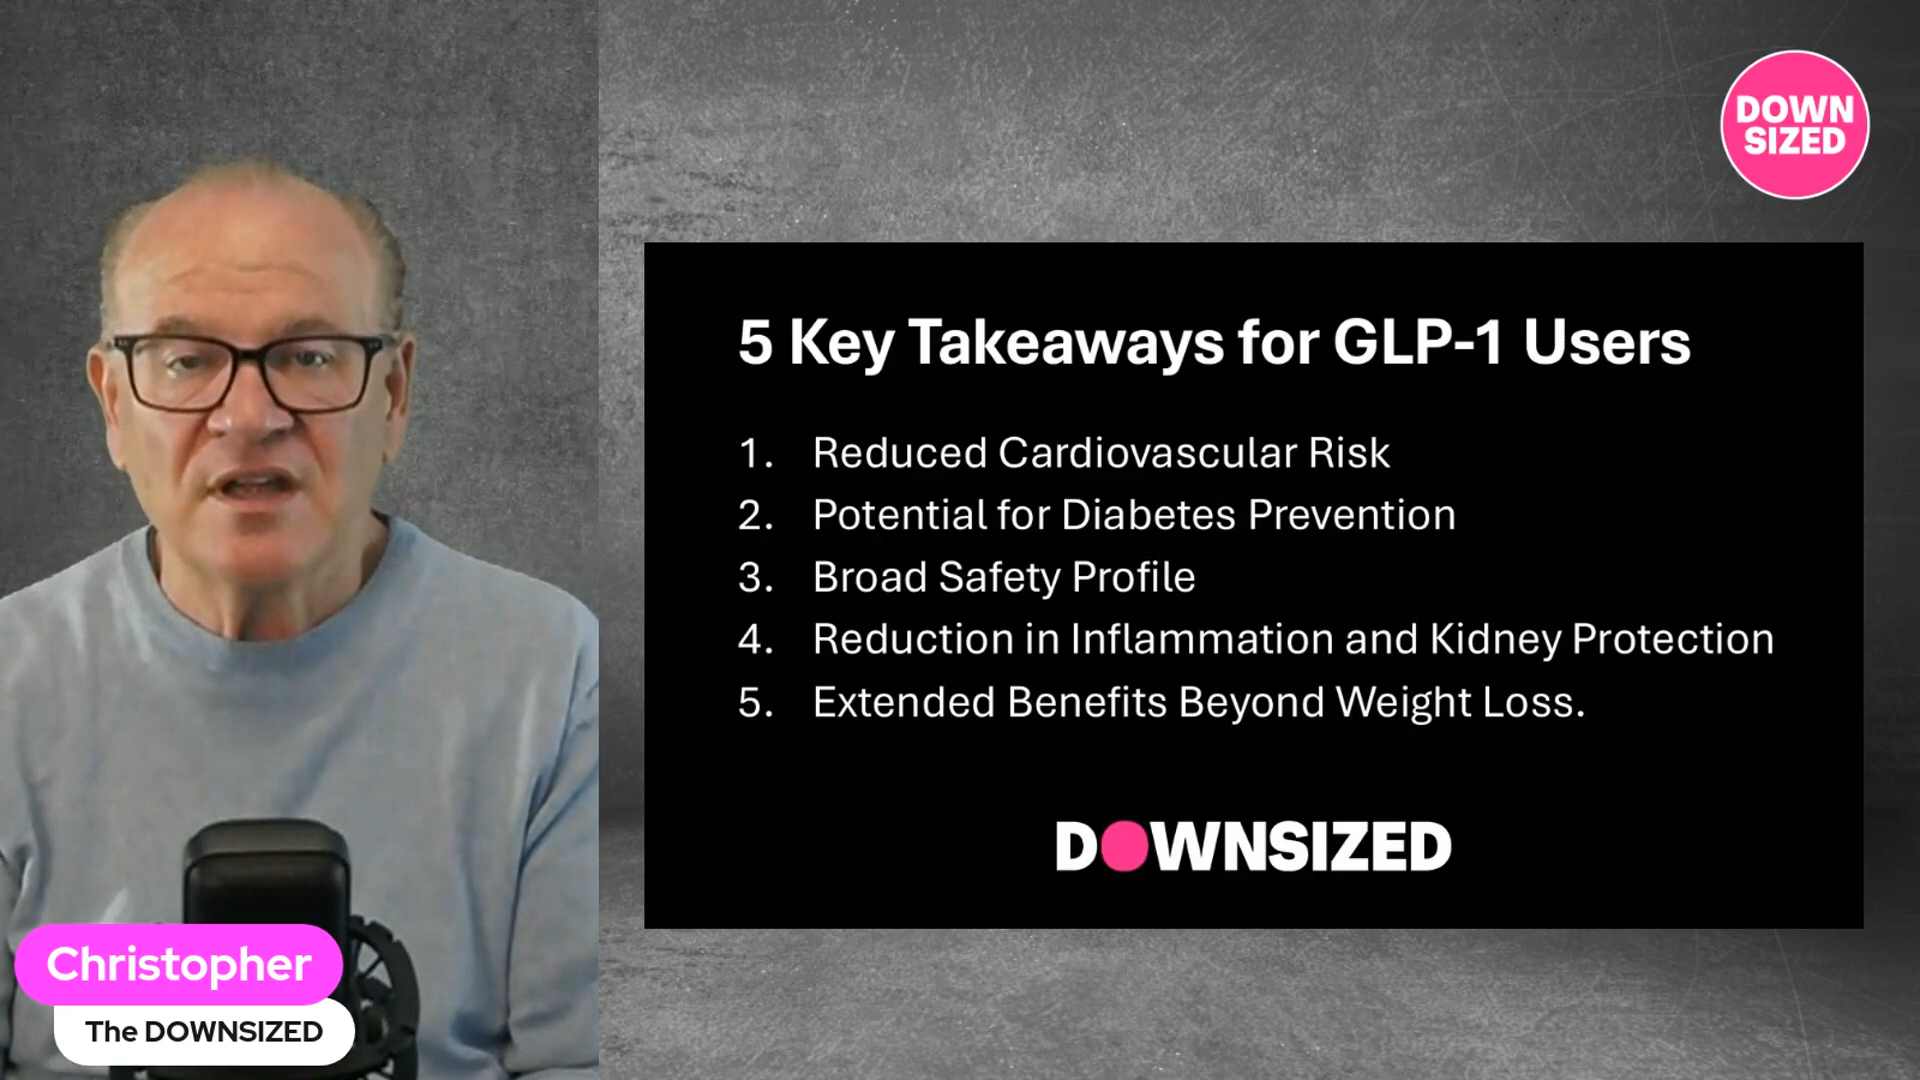 DOWN
SIZED
5 Key Takeaways for GLP-1 Users
1. Reduced Cardiovascular Risk
2. Potential for Diabetes Prevention
3. Broad Safety Profile
4. Reduction in Inflammation and Kidney Protection
5. Extended Benefits Beyond Weight Loss.
DOWNSIZED
Christopher
The DOWNSIZED